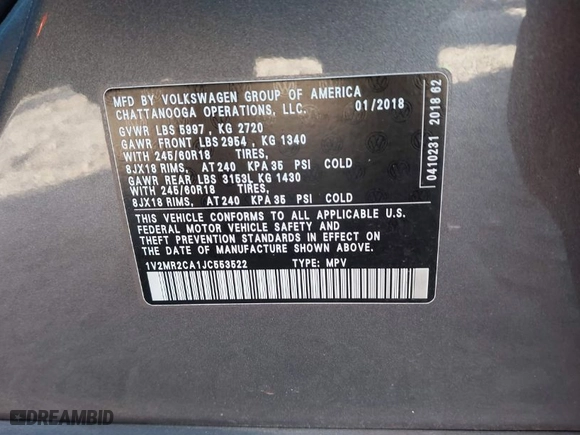 MFD BY VOLKSWAGEN GROUP OF AMERICA
CHATTANOOGA OPERATIONS, LLC. 01/2018
GVWR LBS 5997 , KG 2720
GAWR FRONT LBS 2954 , KG 1340
WITH 245/60R18 TIRES,
8JX18 RIMS, AT 240 KPA 35 PSI COLD
GAWR REAR LBS 3153L KG 1430
WITH 245/60R18 TIRES,
8JX18 RIMS, AT 240 KPA 35 PSI COLD
THIS VEHICLE CONFORMS TO ALL APPLICABLE U.S.
FEDERAL MOTOR VEHICLE SAFETY AND
THEFT PREVENTION STANDARDS IN EFFECT ON
THE DATE OF MANUFACTURE SHOWN ABOVE.
1V2MR2CA1JC553522 TYPE: MPV
0410231 2018 62
DREAMBID